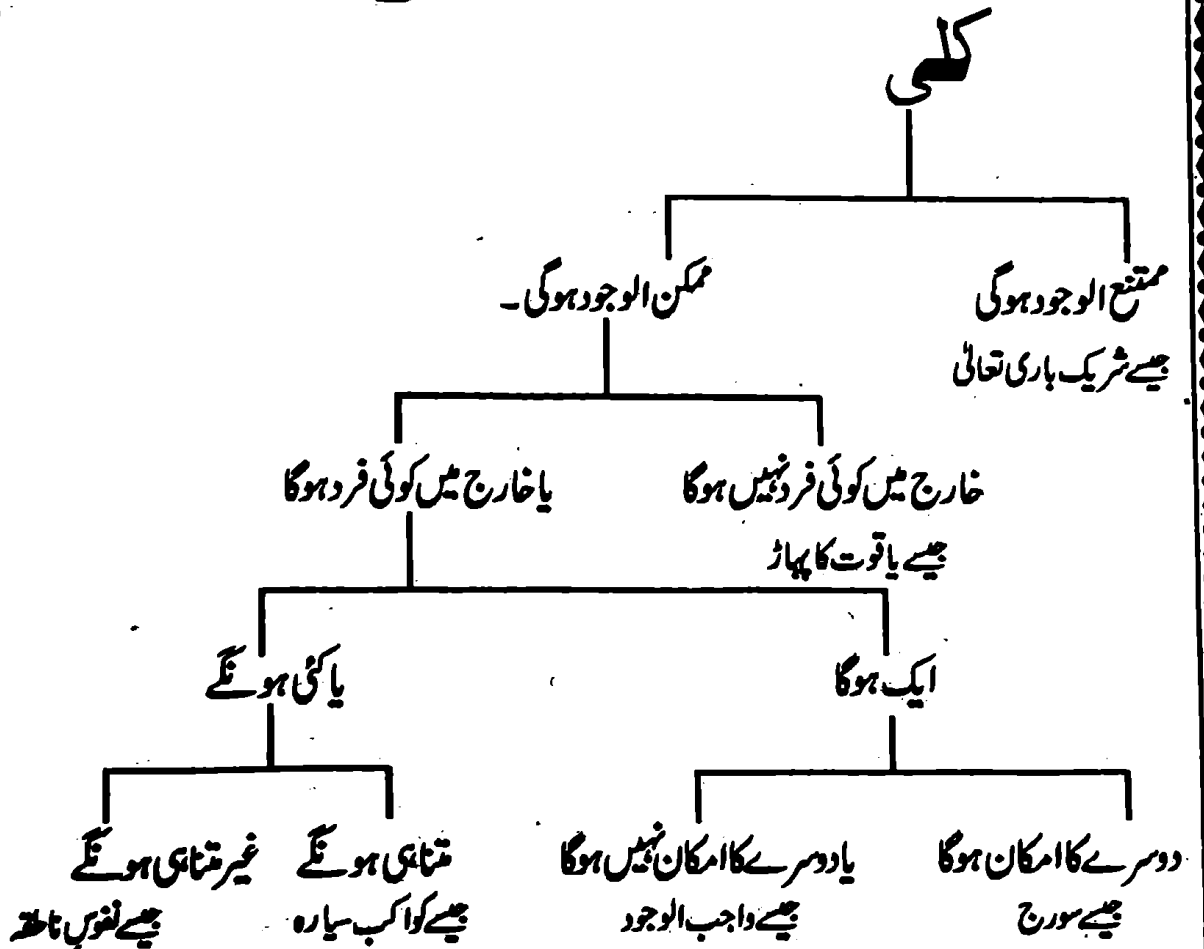 کلی
ممتنع الوجود ہوگی
ممکن الوجود ہوگی ۔
جیسے شریک باری تعالیٰ
خارج میں کوئی فرد نہیں ہوگا
یا خارج میں کوئی فرد ہوگا
جیسے یاقوت کا پہاڑ
ایک ہوگا
یا کئی ہونگے
دوسرے کا امکان ہوگا
یا دوسرے کا امکان نہیں ہوگا
متناہی ہونگے
غیر متناہی ہونگے
جیسے سورج
جیسے واجب الوجود
جیسے کواکب سیارہ
جیسے نفوس ناطقہ